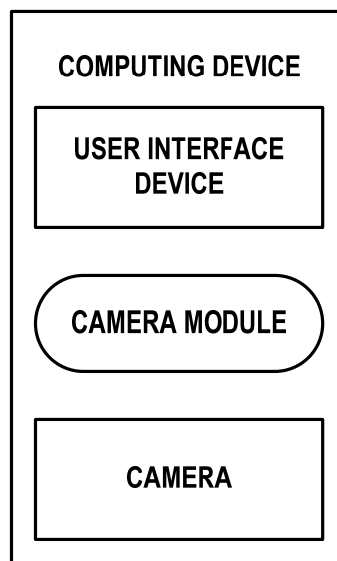 COMPUTING DEVICE
USER INTERFACE
DEVICE
CAMERA MODULE
CAMERA